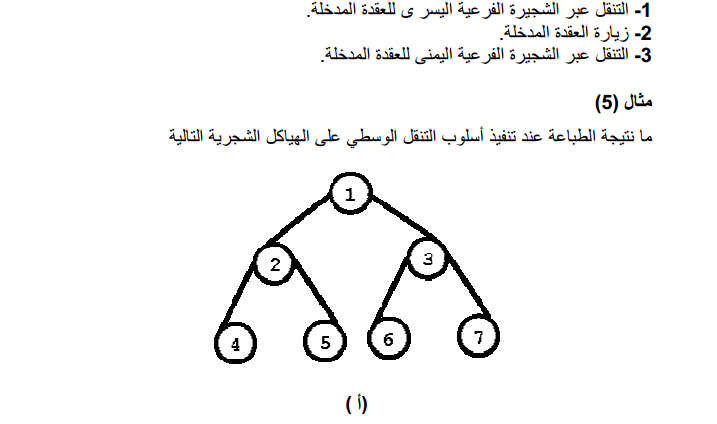 1- التنقل عبر الشجيرة الفرعية اليسر ى للعقدة المدخلة.
2- زيارة العقدة المدخلة.
3- التنقل عبر الشجيرة الفرعية اليمنى للعقدة المدخلة.
مثال (5)
ما نتيجة الطباعة عند تنفيذ أسلوب التنقل الوسطي على الهياكل الشجرية التالية
1
2
3
4
5
6
7
(أ )